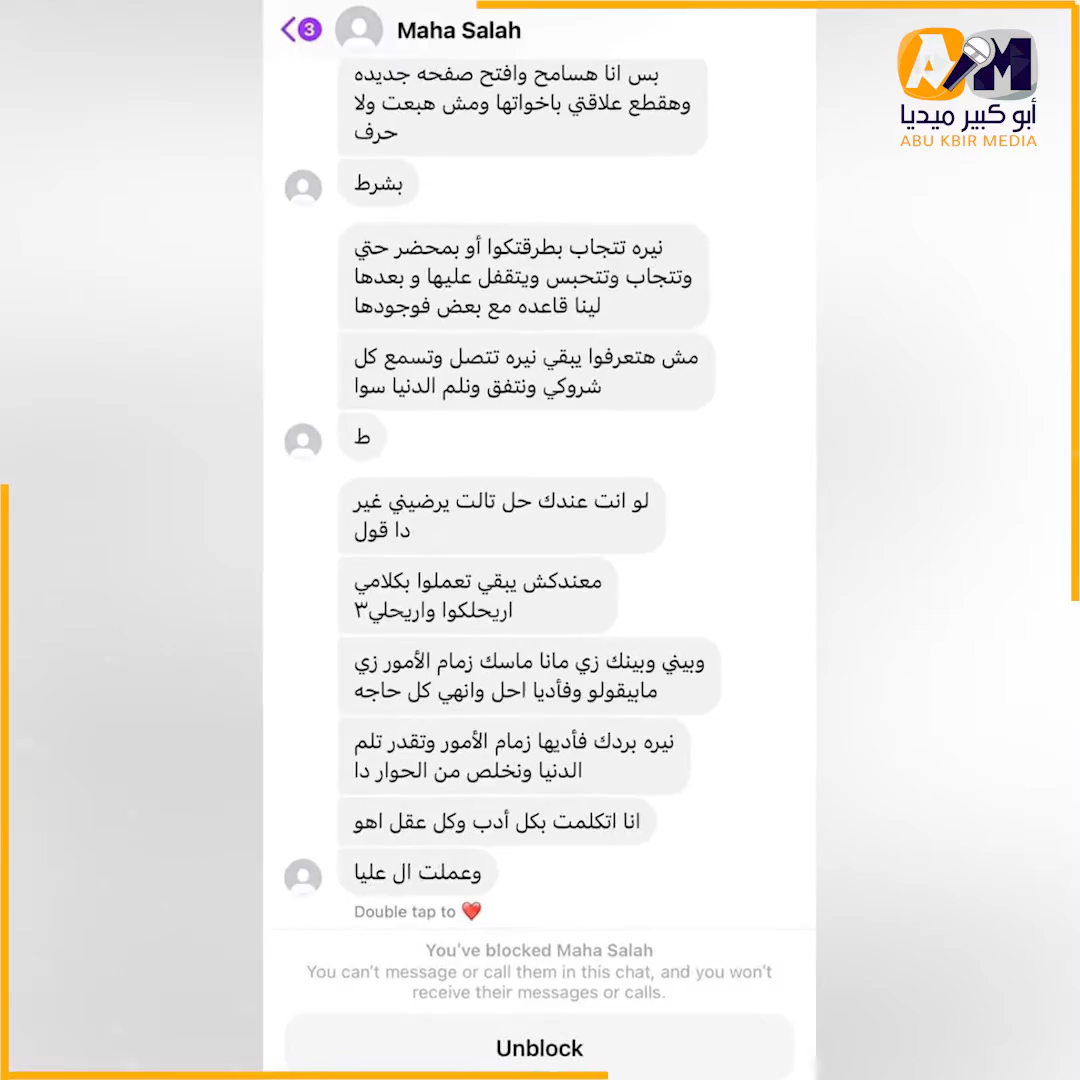 3
Maha Salah
AM
أبو كبير ميديا
ABU KBIR MEDIA
بس انا هسامح وافتح صفحه جديده
وهقطع علاقتي باخواتها ومش هبعت ولا
حرف
بشرط
نيره تتجاب بطرقتكوا أو بمحضر حتي
وتتجاب وتتحبس ويتقفل عليها و بعدها
لينا قاعده مع بعض فوجودها
مش هتعرفوا يبقي نيره تتصل وتسمع كل
شروكي ونتفق ونلم الدنيا سوا
ط
لو انت عندك حل تالت يرضيني غير
دا قول
معندكش يبقي تعملوا بكلامي
اريحلكوا واريحلي٣
وبيني وبينك زي مانا ماسك زمام الأمور زي
مابيقولو وفأديا احل وانهي كل حاجه
نيره بردك فأديها زمام الأمور وتقدر تلم
الدنيا ونخلص من الحوار دا
انا اتكلمت بكل أدب وكل عقل اهو
وعملت ال عليا
Double tap to ❤️
You've blocked Maha Salah
You can't message or call them in this chat, and you won't
receive their messages or calls.
Unblock